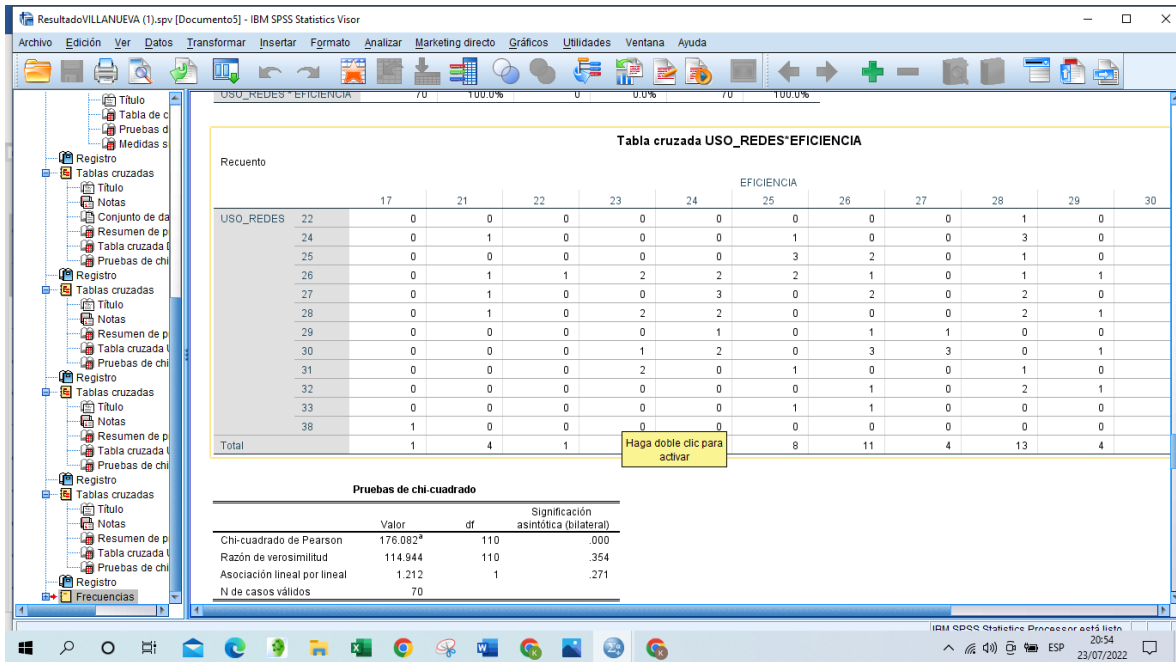 ResultadoVILLANUEVA (1).spv [Documento5] - IBM SPSS Statistics Visor
Archivo Edición Ver Datos Transformar Insertar Formato Analizar Marketing directo Gráficos Utilidades Ventana Ayuda
Título
Tabla de c
Pruebas d
Medidas s
Registro
Tablas cruzadas
Título
Notas
Conjunto de da
Resumen de p
Tabla cruzada
Pruebas de chi
Registro
Tablas cruzadas
Título
Notas
Resumen de p
Tabla cruzada
Pruebas de chi
Registro
Tablas cruzadas
Título
Notas
Resumen de p
Tabla cruzada
Pruebas de chi
Registro
Tablas cruzadas
Título
Notas
Resumen de p
Tabla cruzada
Pruebas de chi
Registro
Frecuencias
USO_REDES * EFICIENCIA 70 100.0% 0 0.0% 70 100.0%
Tabla cruzada USO_REDES*EFICIENCIA
Recuento
EFICIENCIA
17 21 22 23 24 25 26 27 28 29 30
USO_REDES 22 0 0 0 0 0 0 0 0 1 0
24 0 1 0 0 0 1 0 0 3 0
25 0 0 0 0 0 3 2 0 1 0
26 0 1 1 2 2 2 1 0 1 1
27 0 1 0 0 3 0 2 0 2 0
28 0 1 0 2 2 0 0 0 2 1
29 0 0 0 0 1 0 1 1 0 0
30 0 0 0 1 2 0 3 3 0 1
31 0 0 0 2 0 1 0 0 1 0
32 0 0 0 0 0 0 1 0 2 1
33 0 0 0 0 0 1 1 0 0 0
38 1 0 0 0 0 0 0 0 0 0
Total 1 4 1 8 11 4 13 4
Haga doble clic para
activar
Pruebas de chi-cuadrado
Valor df Significación
asintótica (bilateral)
Chi-cuadrado de Pearson 176.082ª 110 .000
Razón de verosimilitud 114.944 110 .354
Asociación lineal por lineal 1.212 1 .271
N de casos válidos 70
IBM SPSS Statistics Processor está listo
ESP
20:54
23/07/2022